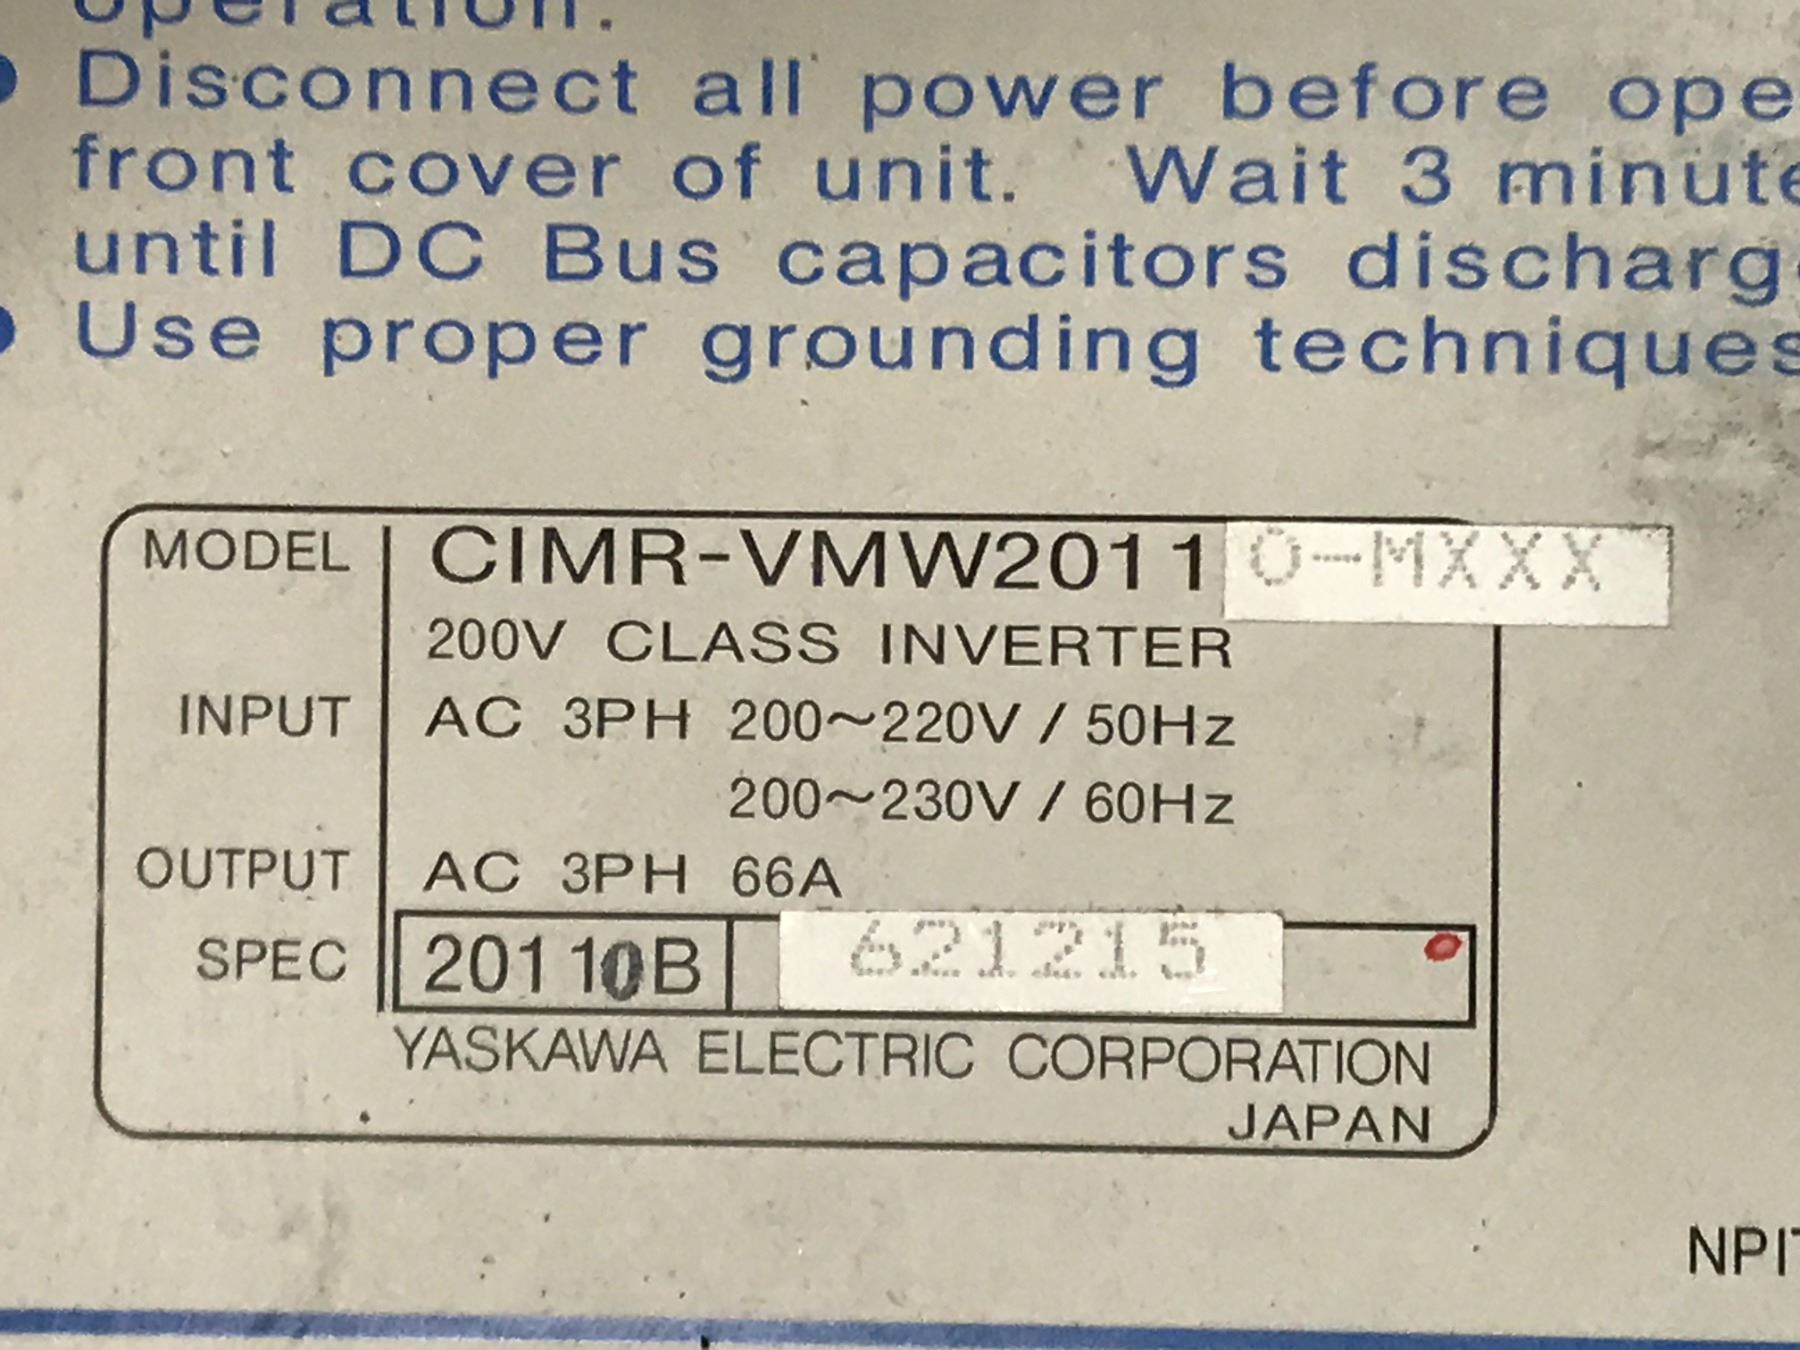 operation.
● Disconnect all power before ope
front cover of unit. Wait 3 minute
until DC Bus capacitors discharg
● Use proper grounding techniques
MODEL CIMR-VMW20110-MXXX
200V CLASS INVERTER
INPUT AC 3PH 200~220V / 50Hz
200~230V / 60Hz
OUTPUT AC 3PH 66A
SPEC 20110B 621215
YASKAWA ELECTRIC CORPORATION
JAPAN
NPI